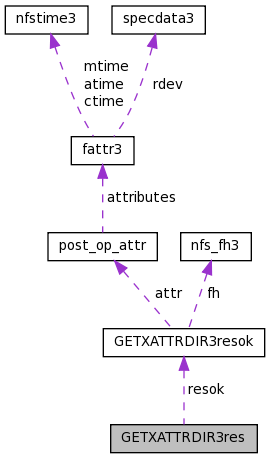 nfstime3
specdata3
mtime
atime
ctime
rdev
fattr3
attributes
post_op_attr
nfs_fh3
attr
fh
GETXATTRDIR3resok
resok
GETXATTRDIR3res